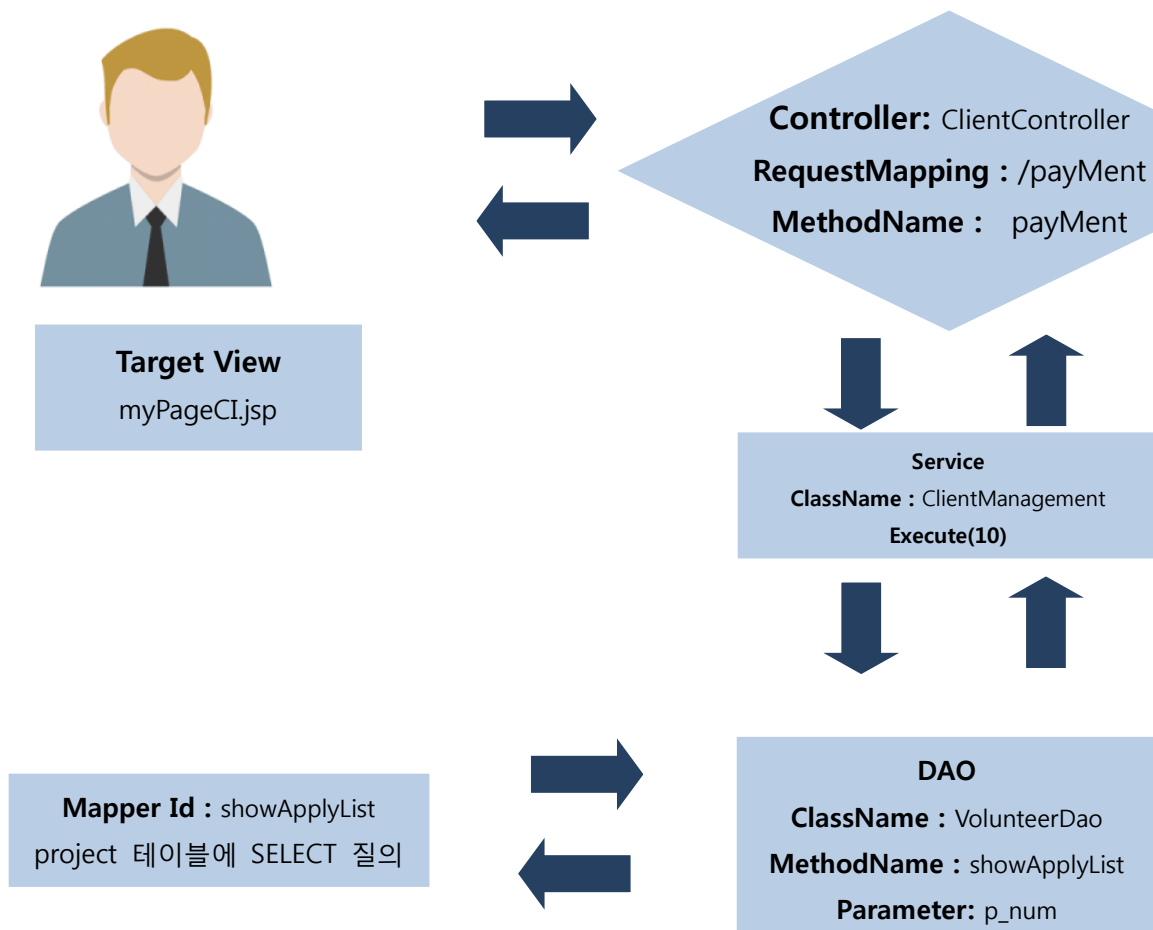 Controller: ClientController
RequestMapping : /payMent
MethodName : payMent
Target View
myPageCI.jsp
Service
ClassName : ClientManagement
Execute(10)
Mapper Id : showApplyList
project 테이블에 SELECT 질의
DAO
ClassName : VolunteerDao
MethodName : showApplyList
Parameter: p_num